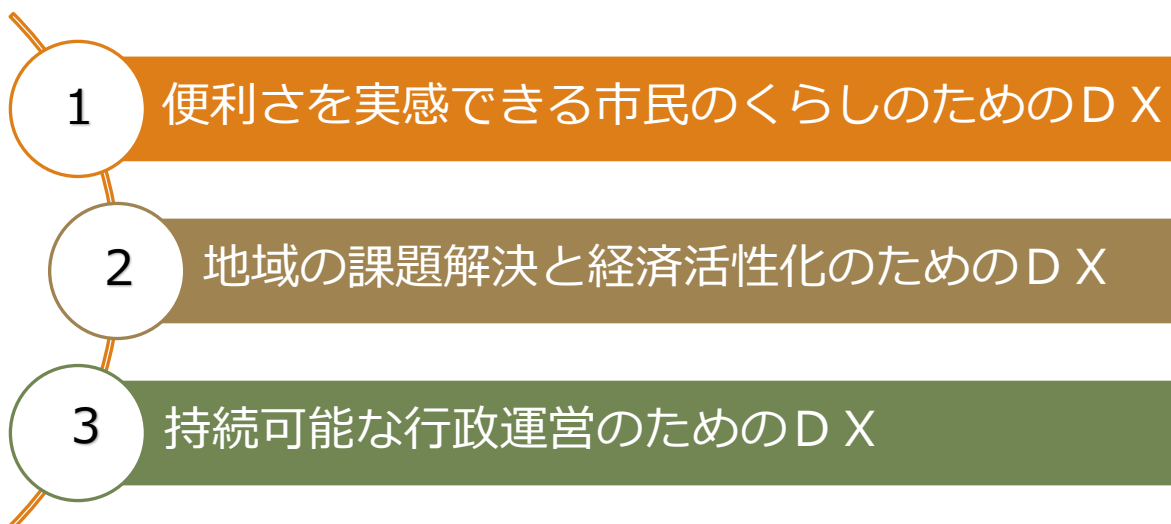 1 便利さを実感できる市民のくらしのためのＤＸ
2 地域の課題解決と経済活性化のためのＤＸ
3 持続可能な行政運営のためのＤＸ